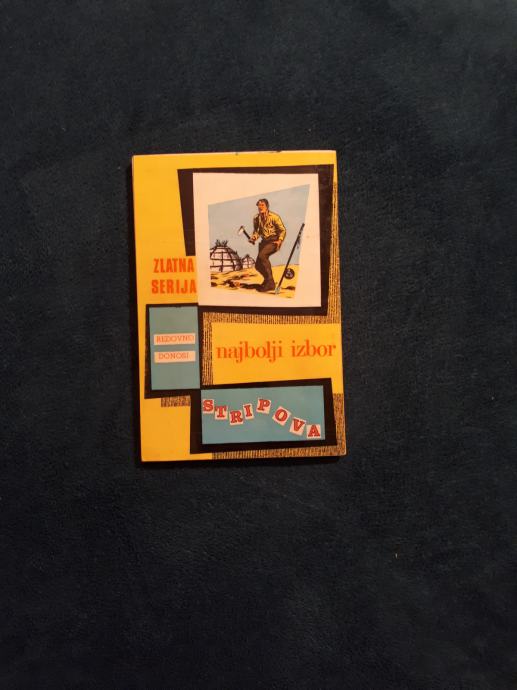 ZLATNA
SERIJA
REDOVNO
DONOSI
najbolji izbor
STRIPOVA